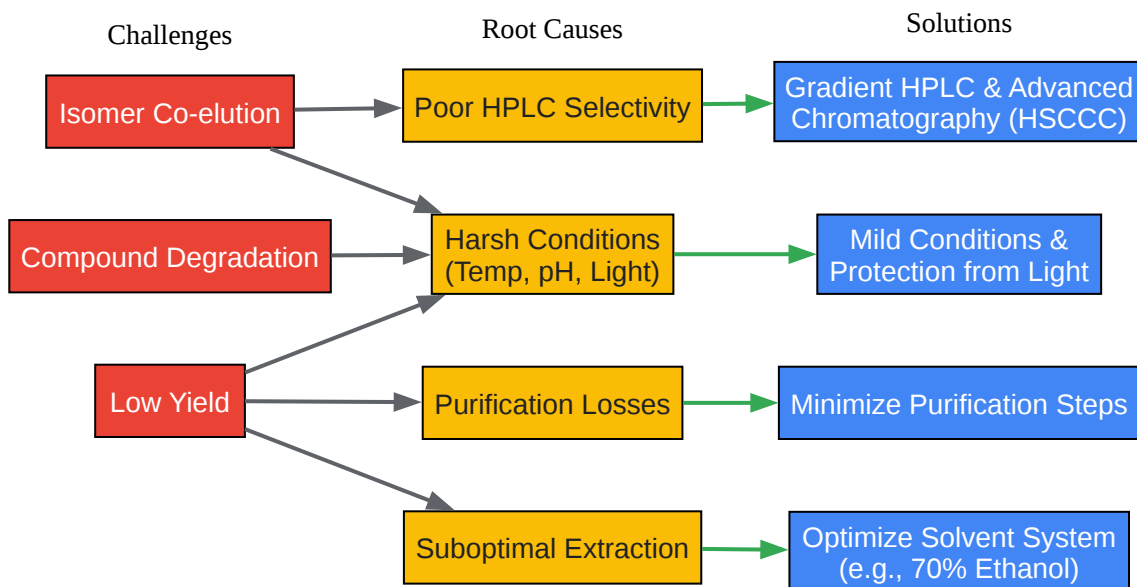 Challenges
Root Causes
Solutions
Isomer Co-elution
Poor HPLC Selectivity
Gradient HPLC & Advanced
Chromatography (HSCCC)
Compound Degradation
Harsh Conditions
(Temp, pH, Light)
Mild Conditions &
Protection from Light
Low Yield
Purification Losses
Minimize Purification Steps
Suboptimal Extraction
Optimize Solvent System
(e.g., 70% Ethanol)